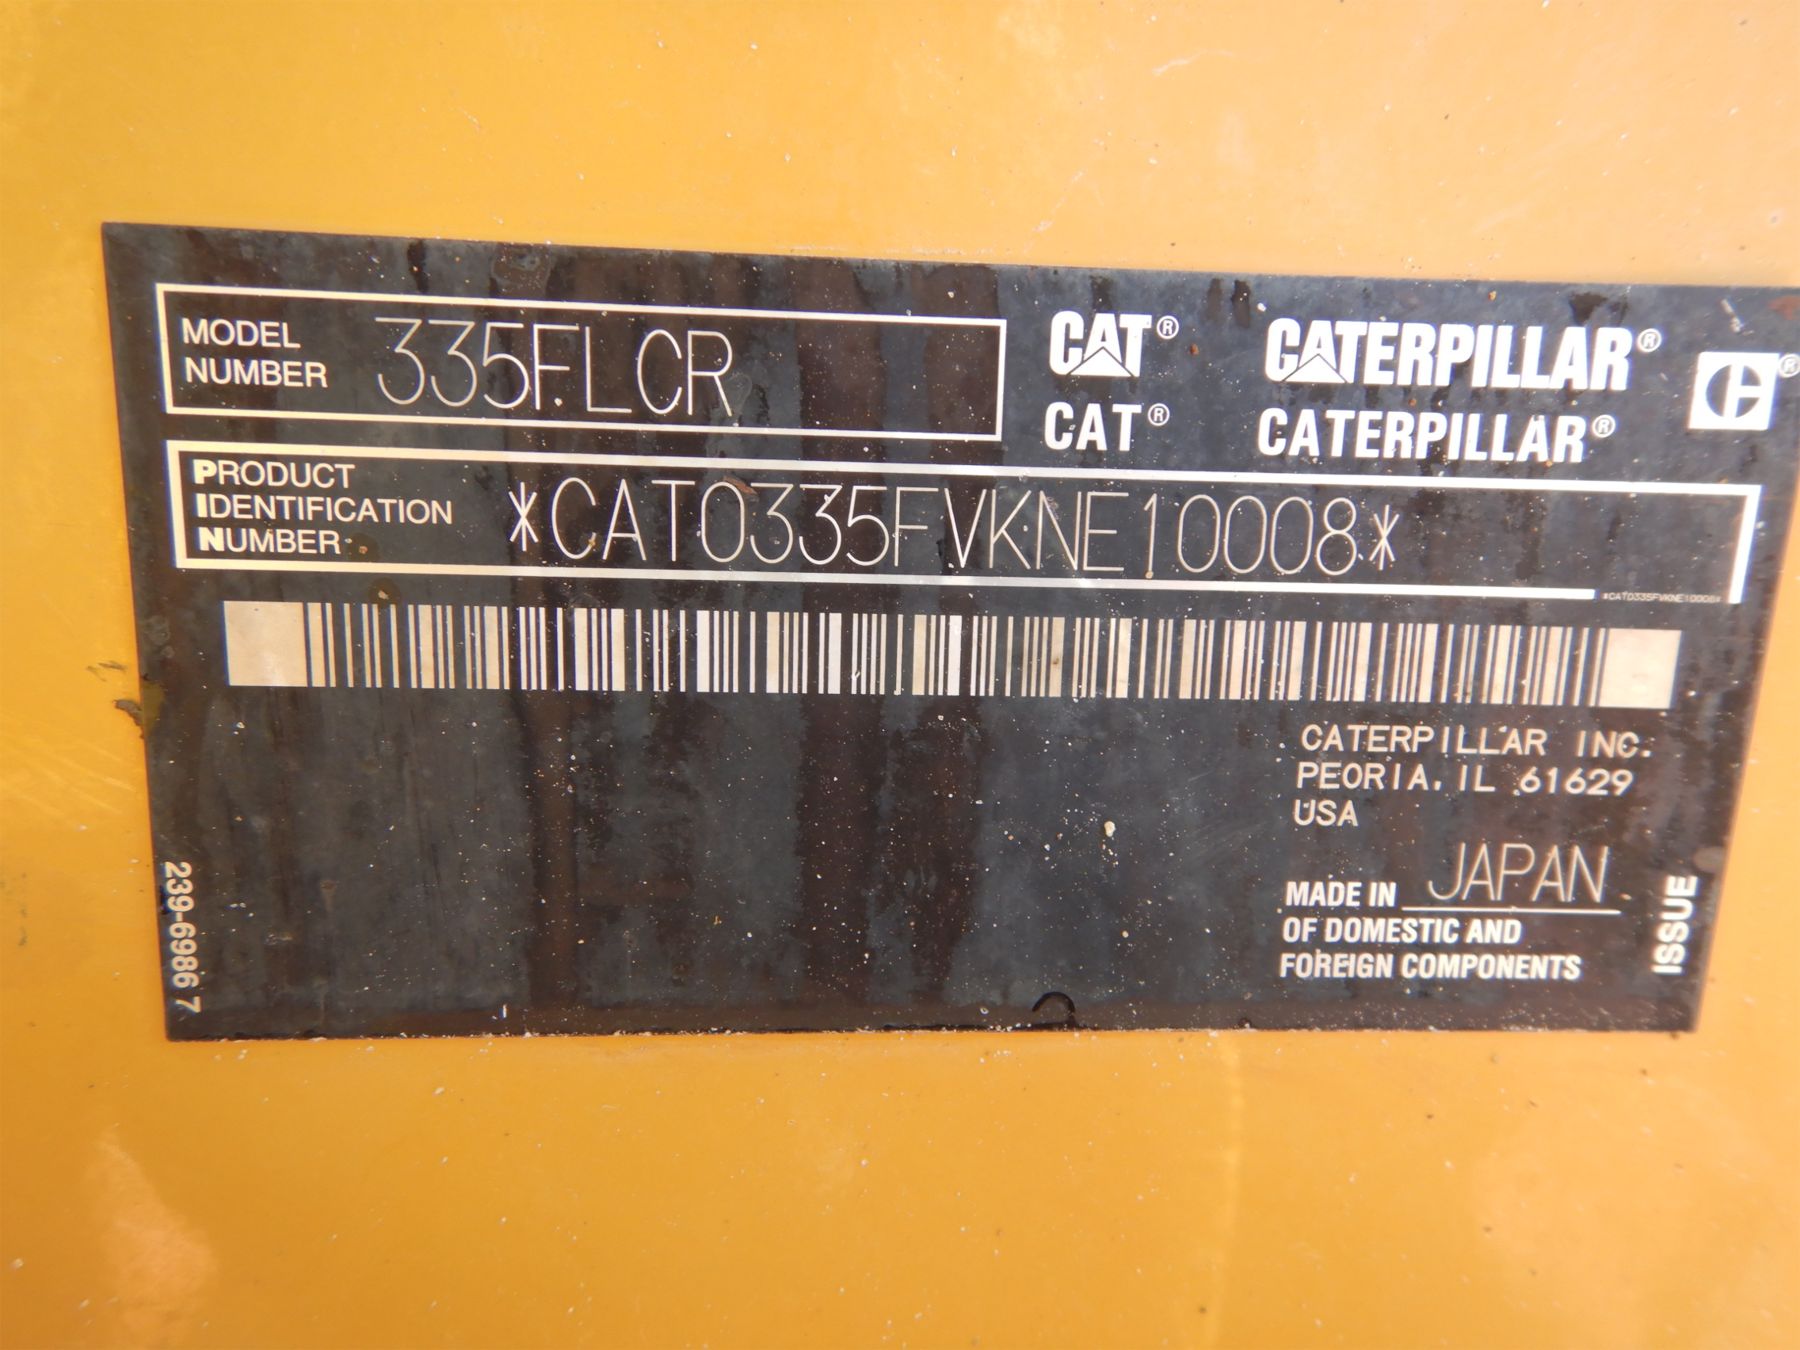 MODEL
NUMBER 335FLCR
CAT® CATERPILLAR®
CAT® CATERPILLAR®
PRODUCT
IDENTIFICATION
NUMBER *CAT0335FVKNE10008*
*CAT0335FVKNE10008*
CATERPILLAR INC.
PEORIA, IL 61629
USA
MADE IN JAPAN
OF DOMESTIC AND
FOREIGN COMPONENTS
239-6986 7
ISSUE